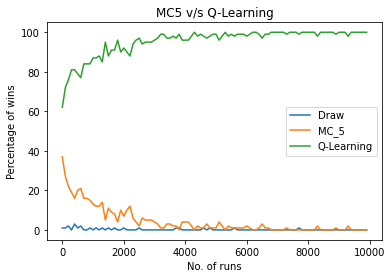 MC5 v/s Q-Learning
Percentage of wins
100
80
60
40
20
0
Draw
MC_5
Q-Learning
0
2000
4000
6000
8000
10000
No. of runs